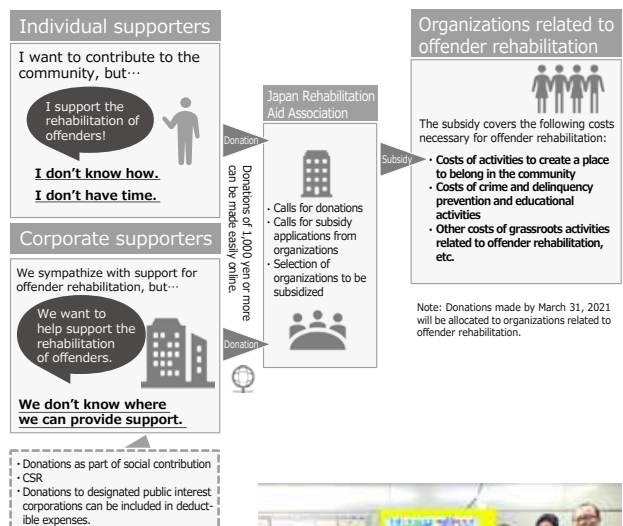 Individual supporters
I want to contribute to the
community, but…
I support the
rehabilitation of
offenders!
I don't know how.
I don't have time.
Corporate supporters
We sympathize with support for
offender rehabilitation, but…
We want to
help support the
rehabilitation
of offenders.
We don't know where
we can provide support.
・Donations as part of social contribution
・CSR
・Donations to designated public interest
corporations can be included in deduct-
ible expenses.
Donation
Donations of 1,000 yen or more
can be made easily online.
Donation
Japan Rehabilitation
Aid Association
・Calls for donations
・Calls for subsidy
applications from
organizations
・Selection of
organizations to be
subsidized
Subsidy
Organizations related to
offender rehabilitation
The subsidy covers the following costs
necessary for offender rehabilitation:
・Costs of activities to create a place
to belong in the community
・Costs of crime and delinquency
prevention and educational
activities
・Other costs of grassroots activities
related to offender rehabilitation,
etc.
Note: Donations made by March 31, 2021
will be allocated to organizations related to
offender rehabilitation.